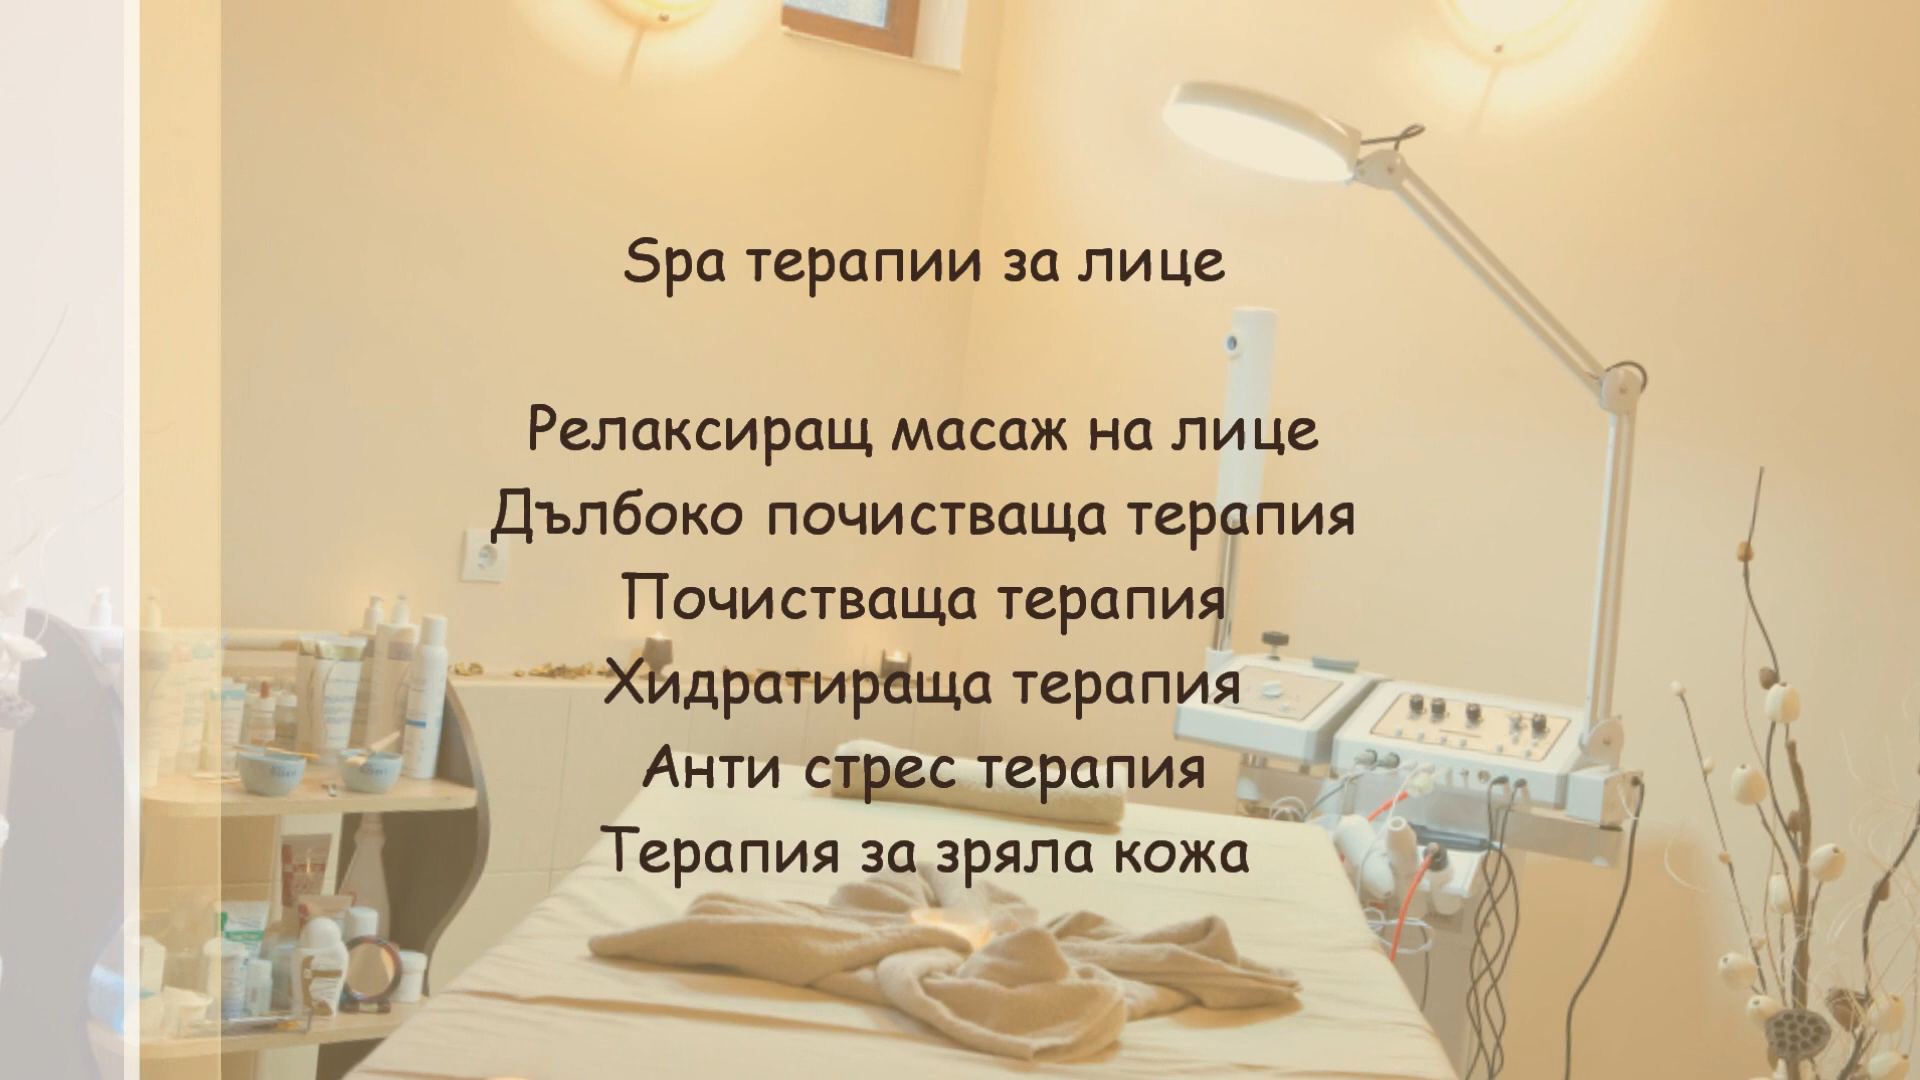 Spa терапии за лице
Релаксиращ масаж на лице
Дълбоко почистваща терапия
Почистваща терапия
Хидратираща терапия
Анти стрес терапия
Терапия за зряла кожа